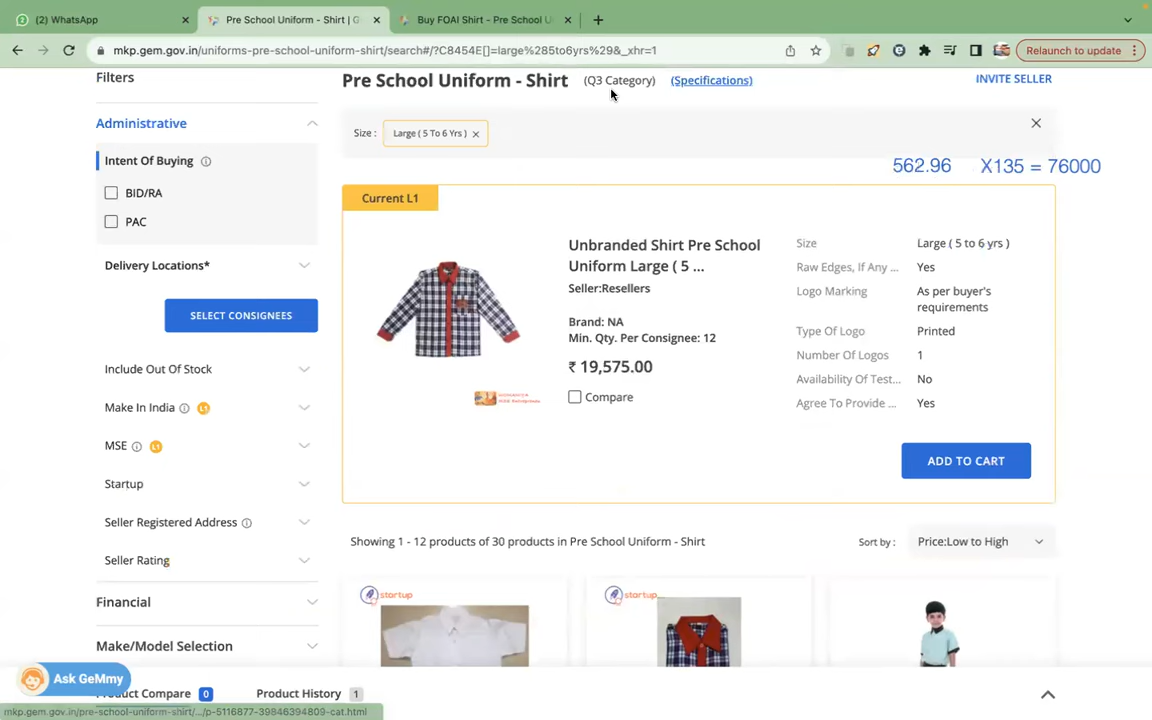 (2) WhatsApp
Pre School Uniform - Shirt | G
Buy FOAI Shirt - Pre School U
mkp.gem.gov.in/uniforms-pre-school-uniform-shirt/search#/?C8454E[]=large%285to6yrs%29&_xhr=1
Relaunch to update
Filters
Pre School Uniform - Shirt (Q3 Category) (Specifications)
INVITE SELLER
Administrative
Size : Large ( 5 To 6 Yrs )
Intent Of Buying
562.96 X135 = 76000
BID/RA
Current L1
PAC
Unbranded Shirt Pre School
Uniform Large ( 5 ...
Seller:Resellers
Brand: NA
Min. Qty. Per Consignee: 12
₹ 19,575.00
Compare
Size Large ( 5 to 6 yrs )
Raw Edges, If Any ... Yes
Logo Marking As per buyer's
requirements
Type Of Logo Printed
Number Of Logos 1
Availability Of Test... No
Agree To Provide ... Yes
ADD TO CART
Delivery Locations*
SELECT CONSIGNEES
Include Out Of Stock
Make In India L1
MSE L1
Startup
Seller Registered Address
Seller Rating
Financial
Make/Model Selection
Showing 1 - 12 products of 30 products in Pre School Uniform - Shirt
Sort by : Price:Low to High
startup
startup
Ask GeMmy
Product Compare 0
Product History 1
mkp.gem.gov.in/pre-school-uniform-shirt/.../p-5116877-39846394809-cat.html